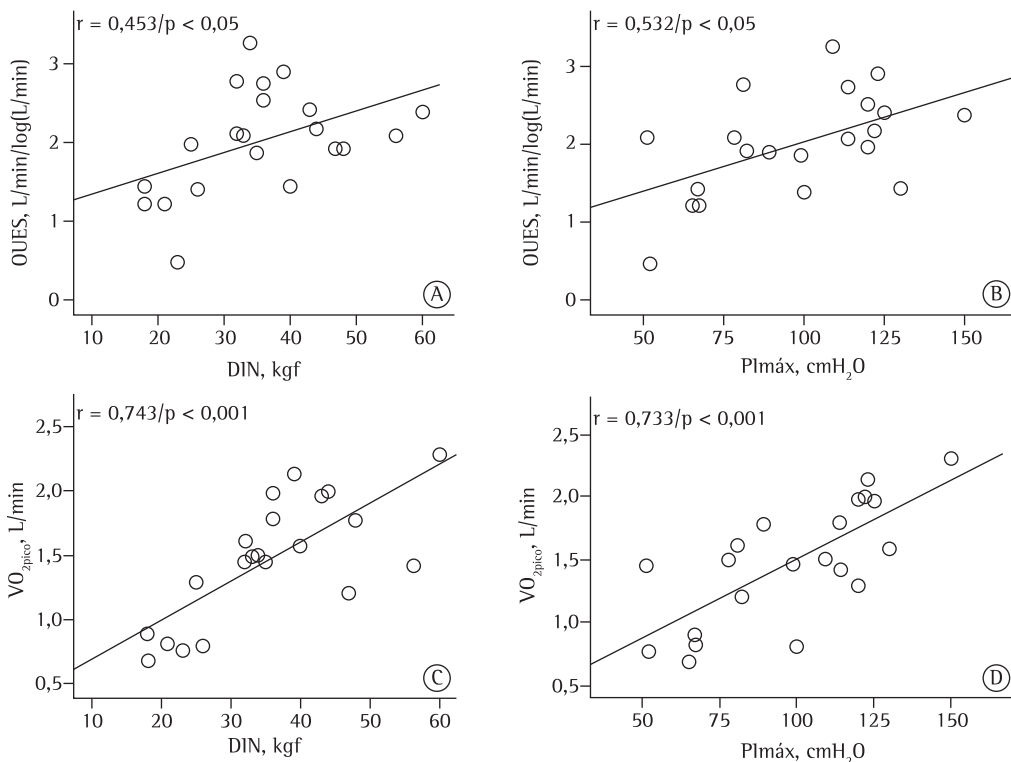 r = 0,453/p < 0,05
OUES, L/min/log(L/min)
3
2
1
0
10 20 30 40 50 60
DIN, kgf
A
r = 0,532/p < 0,05
OUES, L/min/log(L/min)
3
2
1
0
50 75 100 125 150
PImáx, cmH₂O
B
r = 0,743/p < 0,001
VO₂pico, L/min
2,5
2,0
1,5
1,0
0,5
10 20 30 40 50 60
DIN, kgf
C
r = 0,733/p < 0,001
VO₂pico, L/min
2,5
2,0
1,5
1,0
0,5
50 75 100 125 150
PImáx, cmH₂O
D